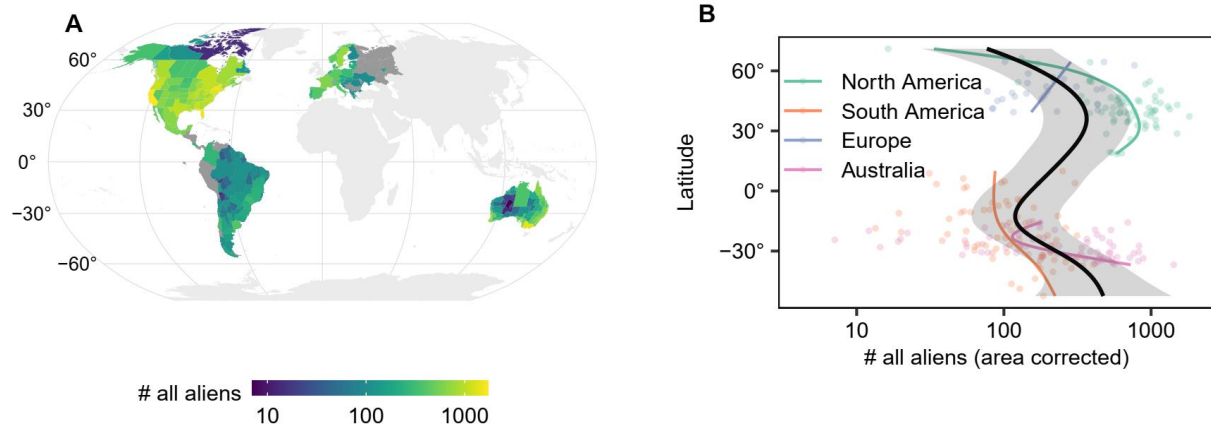 A
60°
30°
0°
−30°
−60°
# all aliens
10 100 1000
B
Latitude
60°
30°
0°
−30°
North America
South America
Europe
Australia
10 100 1000
# all aliens (area corrected)